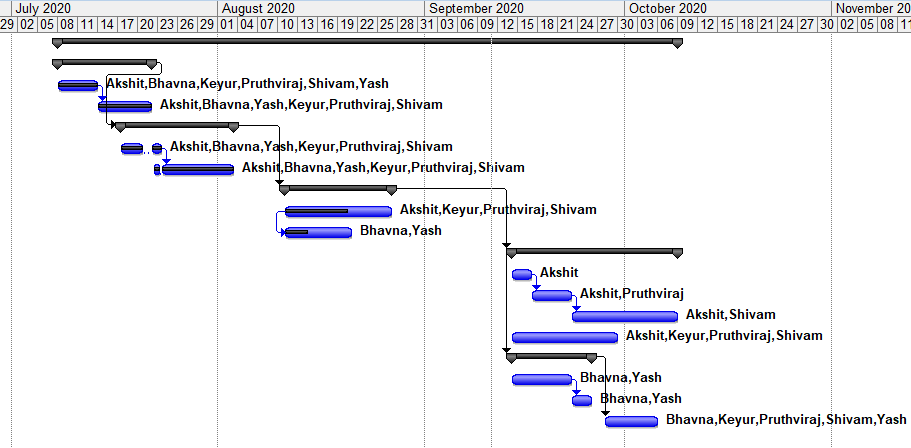 July 2020 August 2020 September 2020 October 2020 November 20
29 02 05 08 11 14 17 20 23 26 29 01 04 07 10 13 16 19 22 25 28 31 03 06 09 12 15 18 21 24 27 30 03 06 09 12 15 18 21 24 27 30 02 05 08 11
Akshit,Bhavna,Keyur,Pruthviraj,Shivam,Yash
Akshit,Bhavna,Yash,Keyur,Pruthviraj,Shivam
Akshit,Bhavna,Yash,Keyur,Pruthviraj,Shivam
Akshit,Bhavna,Yash,Keyur,Pruthviraj,Shivam
Akshit,Keyur,Pruthviraj,Shivam
Bhavna,Yash
Akshit
Akshit,Pruthviraj
Akshit,Shivam
Akshit,Keyur,Pruthviraj,Shivam
Bhavna,Yash
Bhavna,Yash
Bhavna,Keyur,Pruthviraj,Shivam,Yash